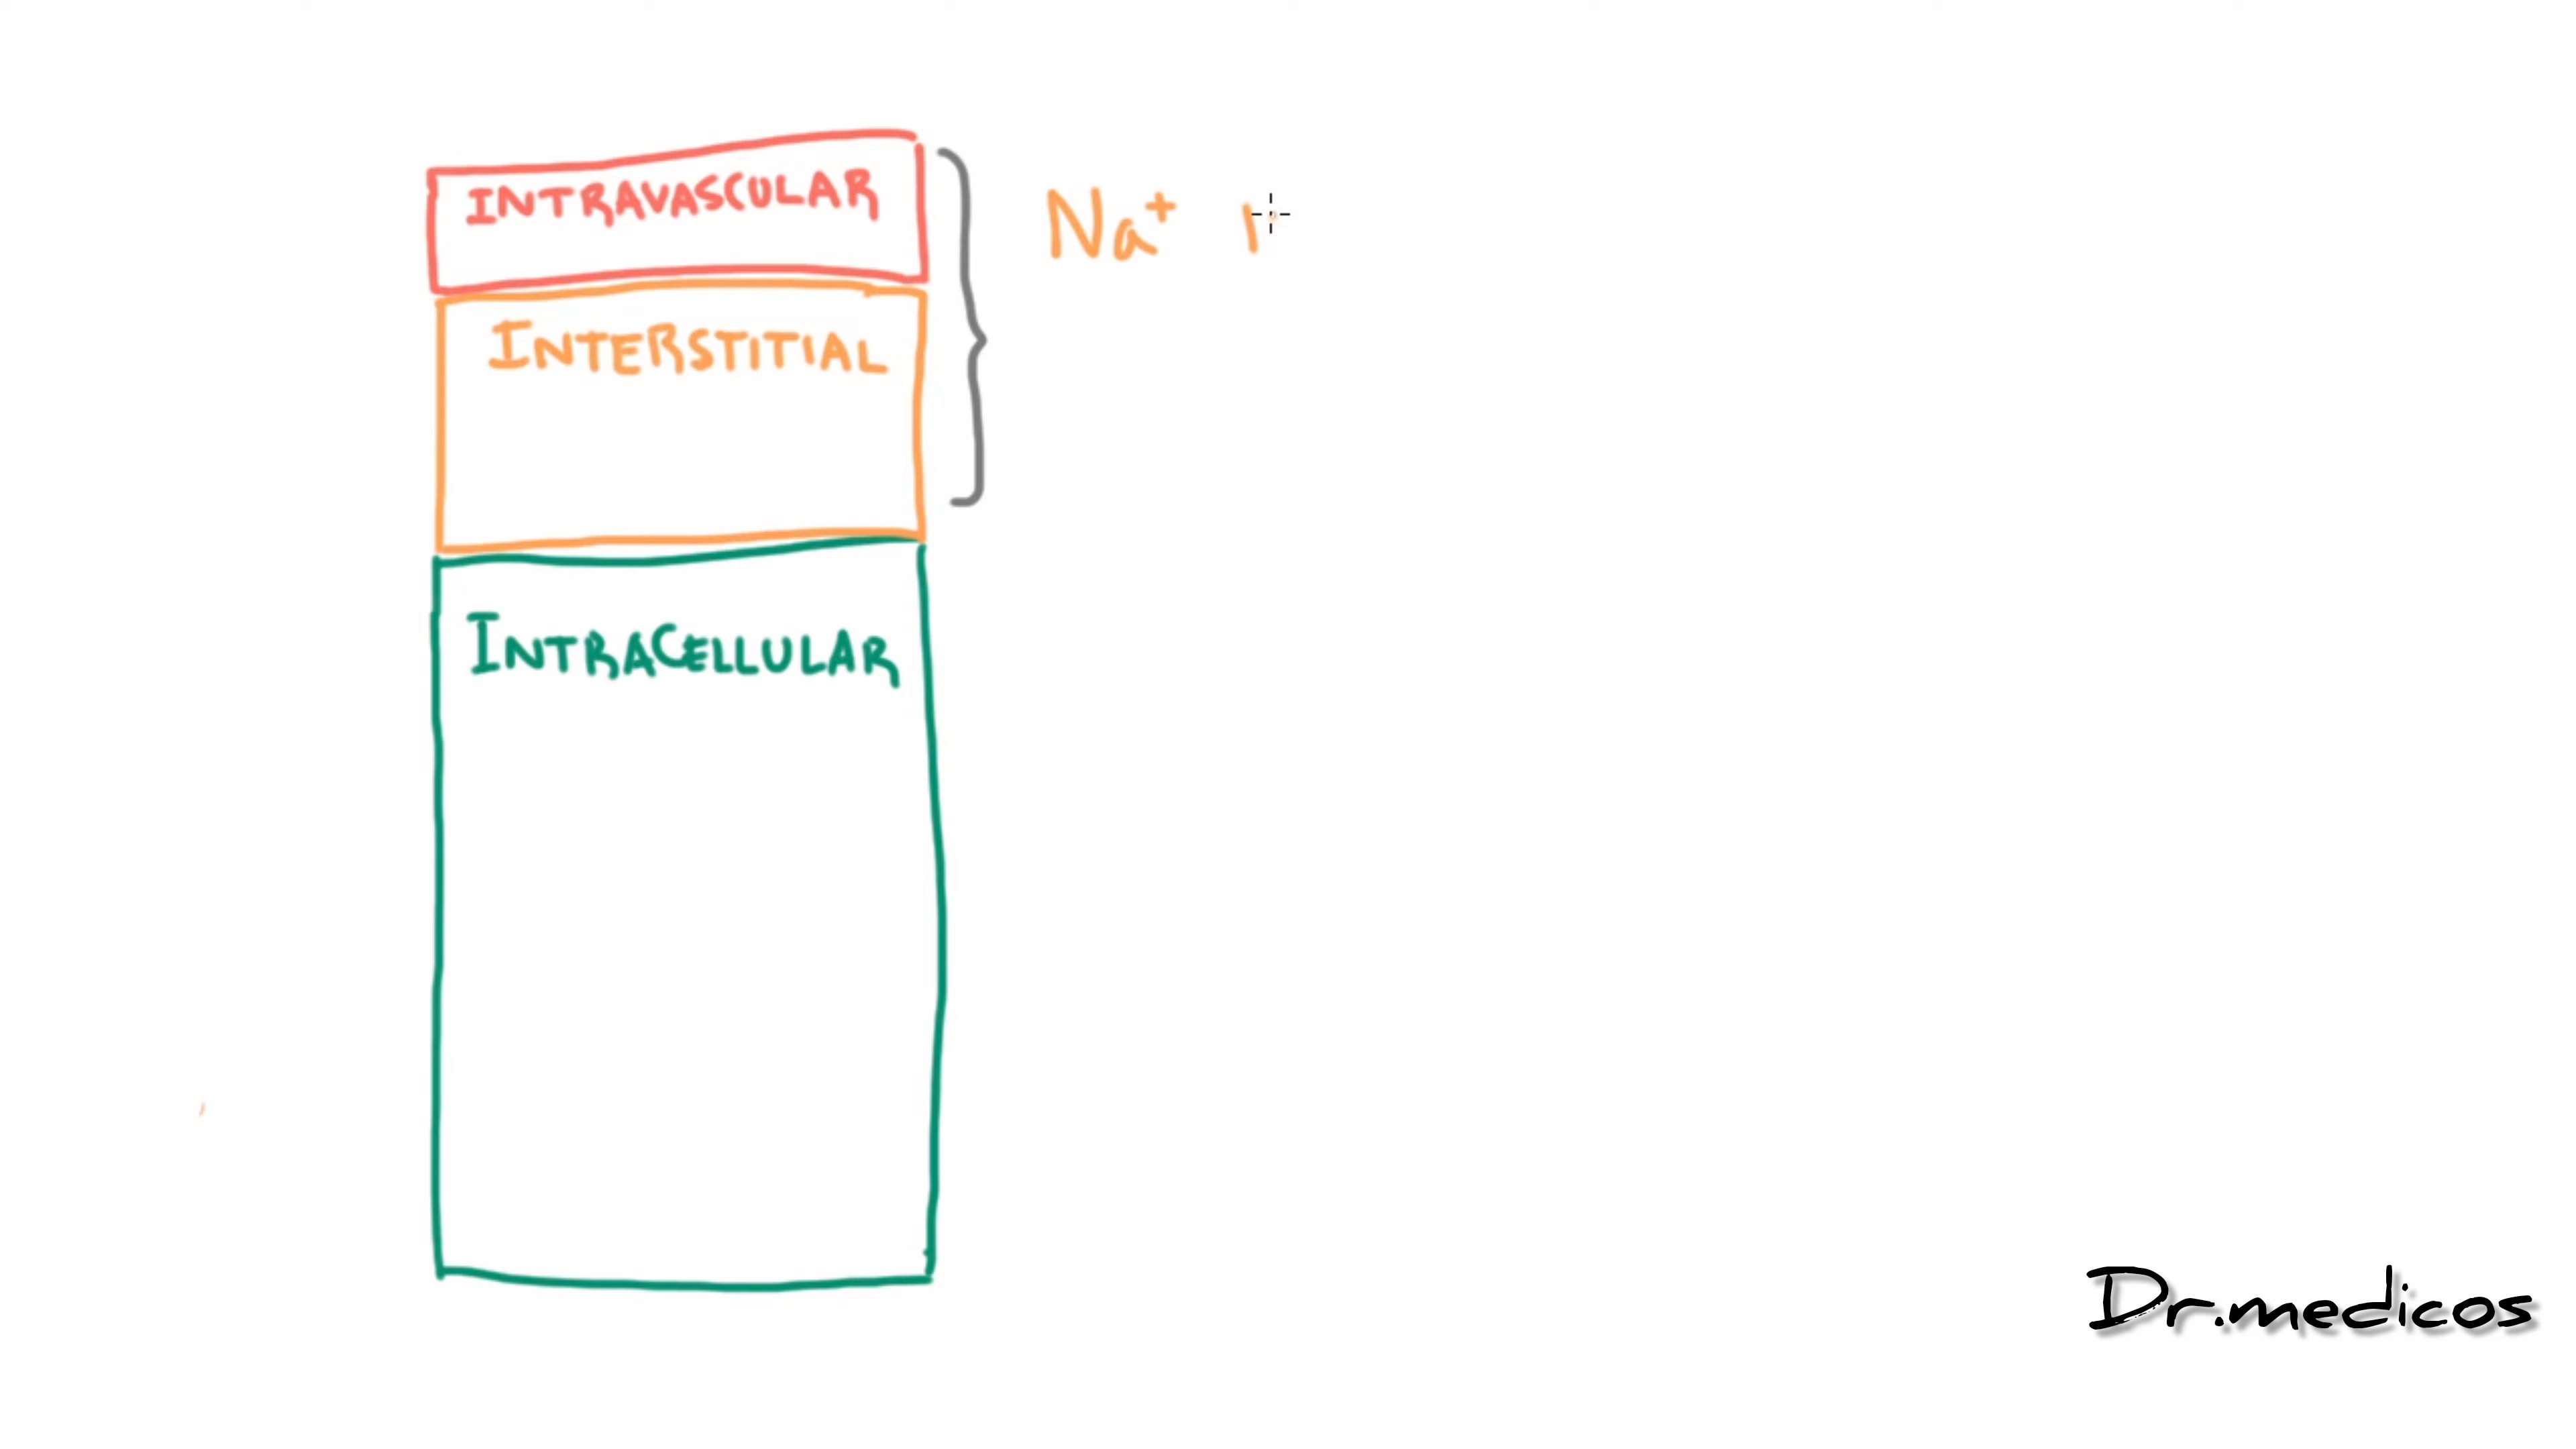 INTRAVASCULAR
Na⁺
INTERSTITIAL
INTRACELLULAR
Dr.medicos